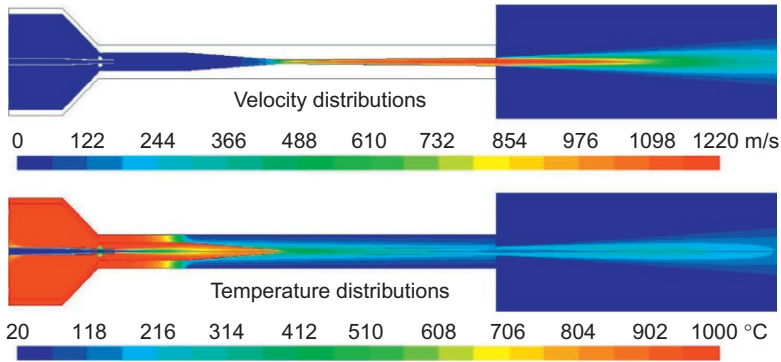 Velocity distributions
0 122 244 366 488 610 732 854 976 1098 1220 m/s
Temperature distributions
20 118 216 314 412 510 608 706 804 902 1000 °C